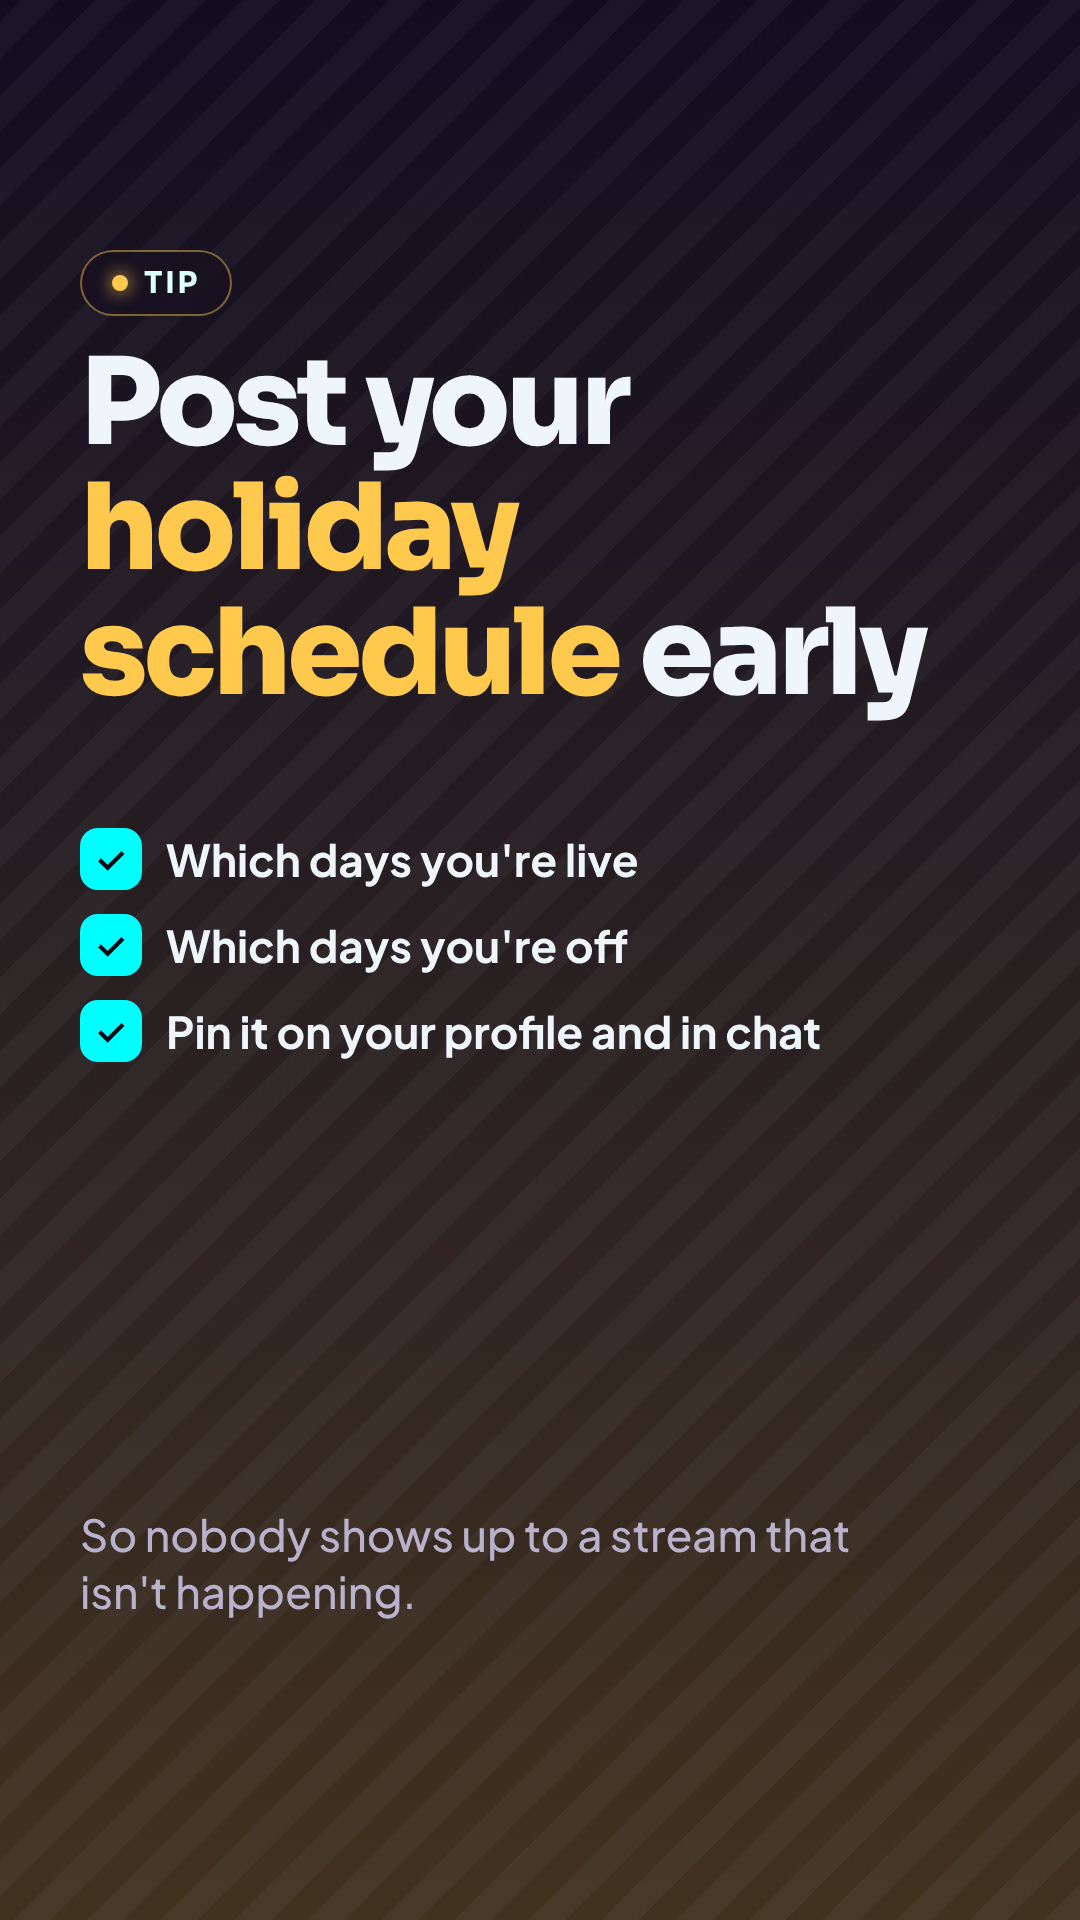 TIP
Post your
holiday
schedule early
Which days you're live
Which days you're off
Pin it on your profile and in chat
So nobody shows up to a stream that
isn't happening.